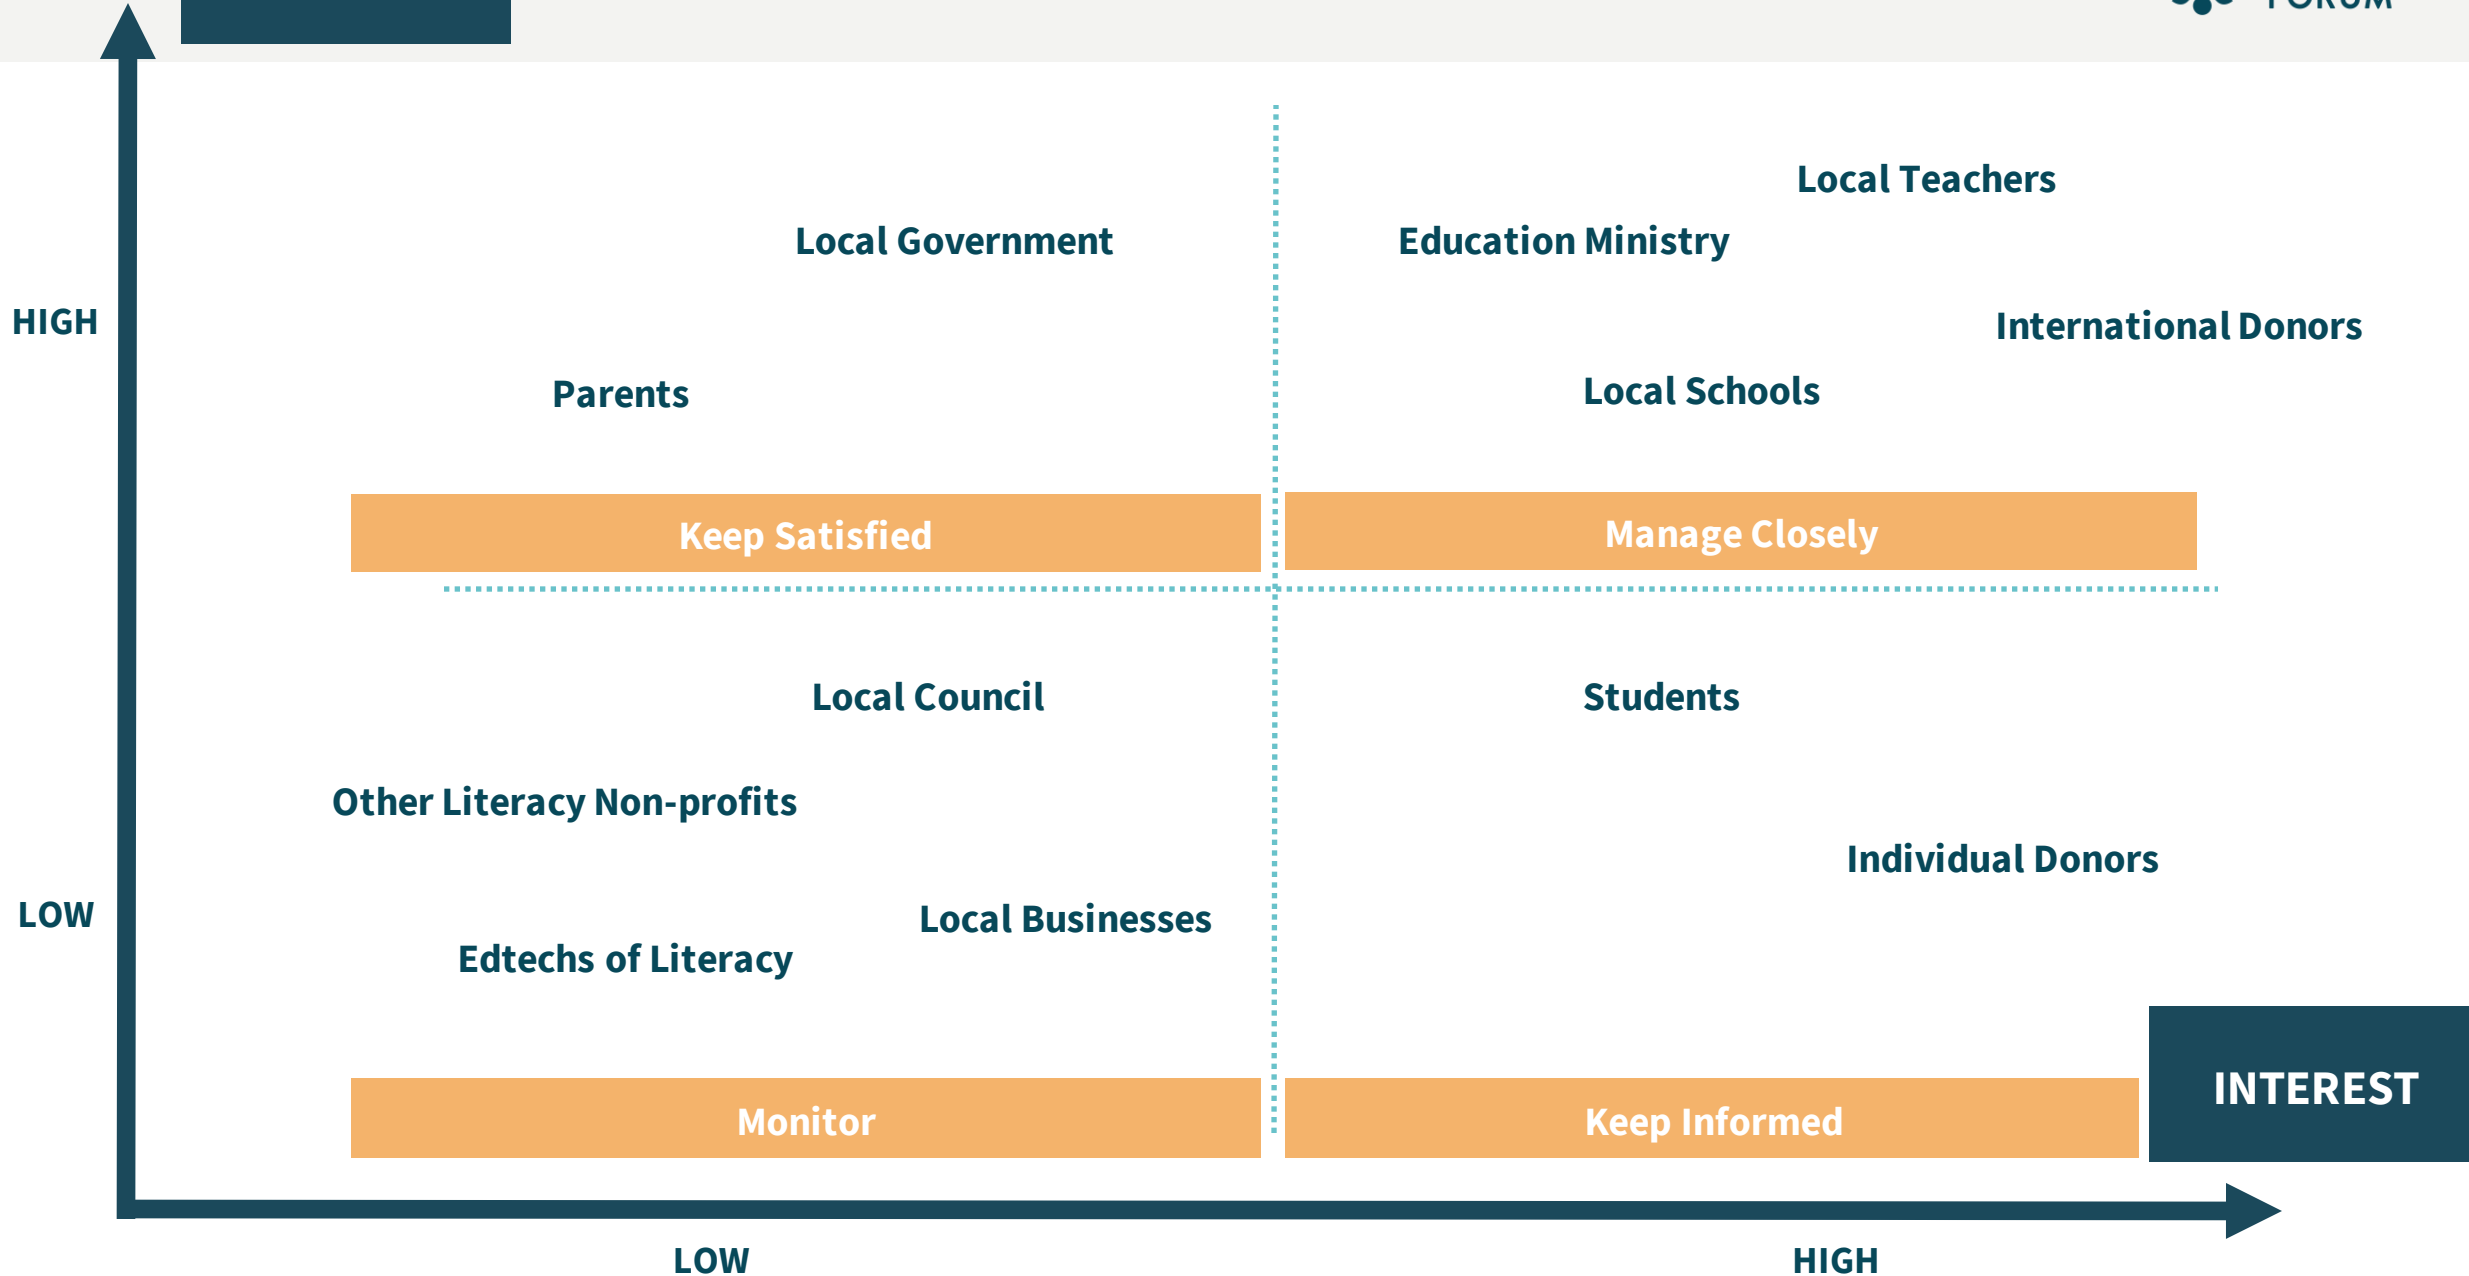 FORUM
Local Teachers
Local Government
Education Ministry
HIGH
International Donors
Parents
Local Schools
Keep Satisfied
Manage Closely
Local Council
Students
Other Literacy Non-profits
Individual Donors
LOW
Local Businesses
Edtechs of Literacy
INTEREST
Monitor
Keep Informed
LOW
HIGH